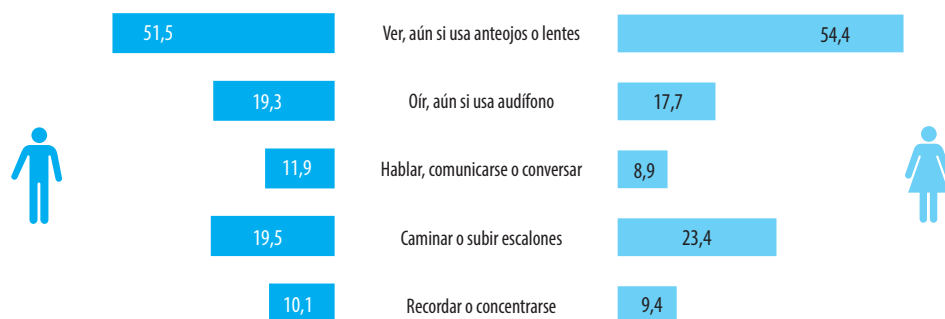 51,5 Ver, aún si usa anteojos o lentes 54,4
19,3 Oír, aún si usa audífono 17,7
11,9 Hablar, comunicarse o conversar 8,9
19,5 Caminar o subir escalones 23,4
10,1 Recordar o concentrarse 9,4